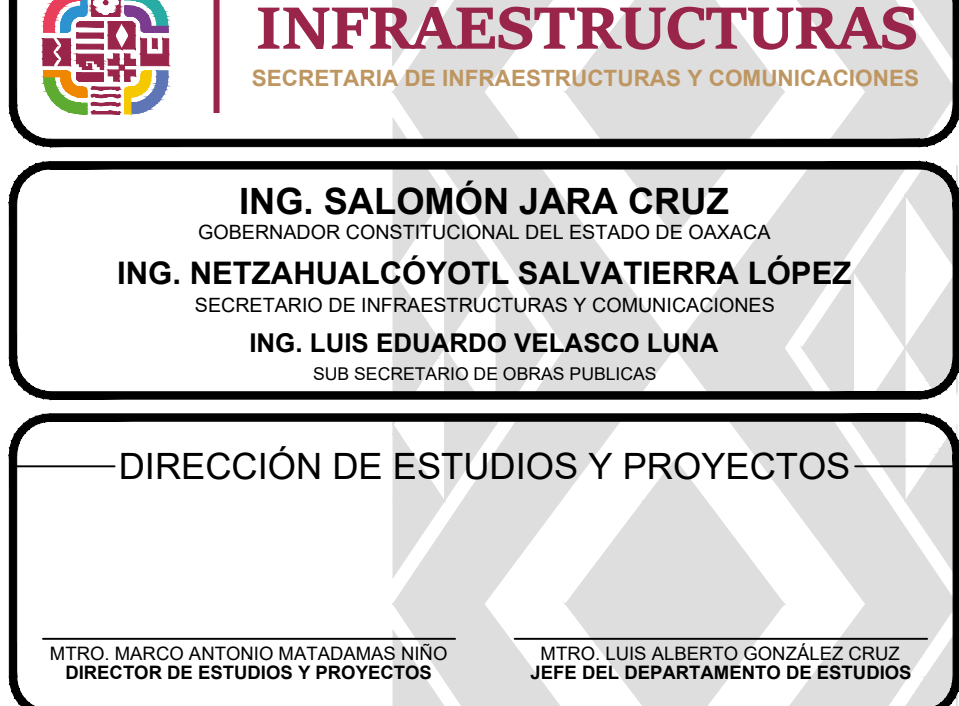 INFRAESTRUCTURAS
SECRETARIA DE INFRAESTRUCTURAS Y COMUNICACIONES
ING. SALOMÓN JARA CRUZ
GOBERNADOR CONSTITUCIONAL DEL ESTADO DE OAXACA
ING. NETZAHUALCÓYOTL SALVATIERRA LÓPEZ
SECRETARIO DE INFRAESTRUCTURAS Y COMUNICACIONES
ING. LUIS EDUARDO VELASCO LUNA
SUB SECRETARIO DE OBRAS PUBLICAS
DIRECCIÓN DE ESTUDIOS Y PROYECTOS
MTRO. MARCO ANTONIO MATADAMAS NIÑO
DIRECTOR DE ESTUDIOS Y PROYECTOS
MTRO. LUIS ALBERTO GONZÁLEZ CRUZ
JEFE DEL DEPARTAMENTO DE ESTUDIOS